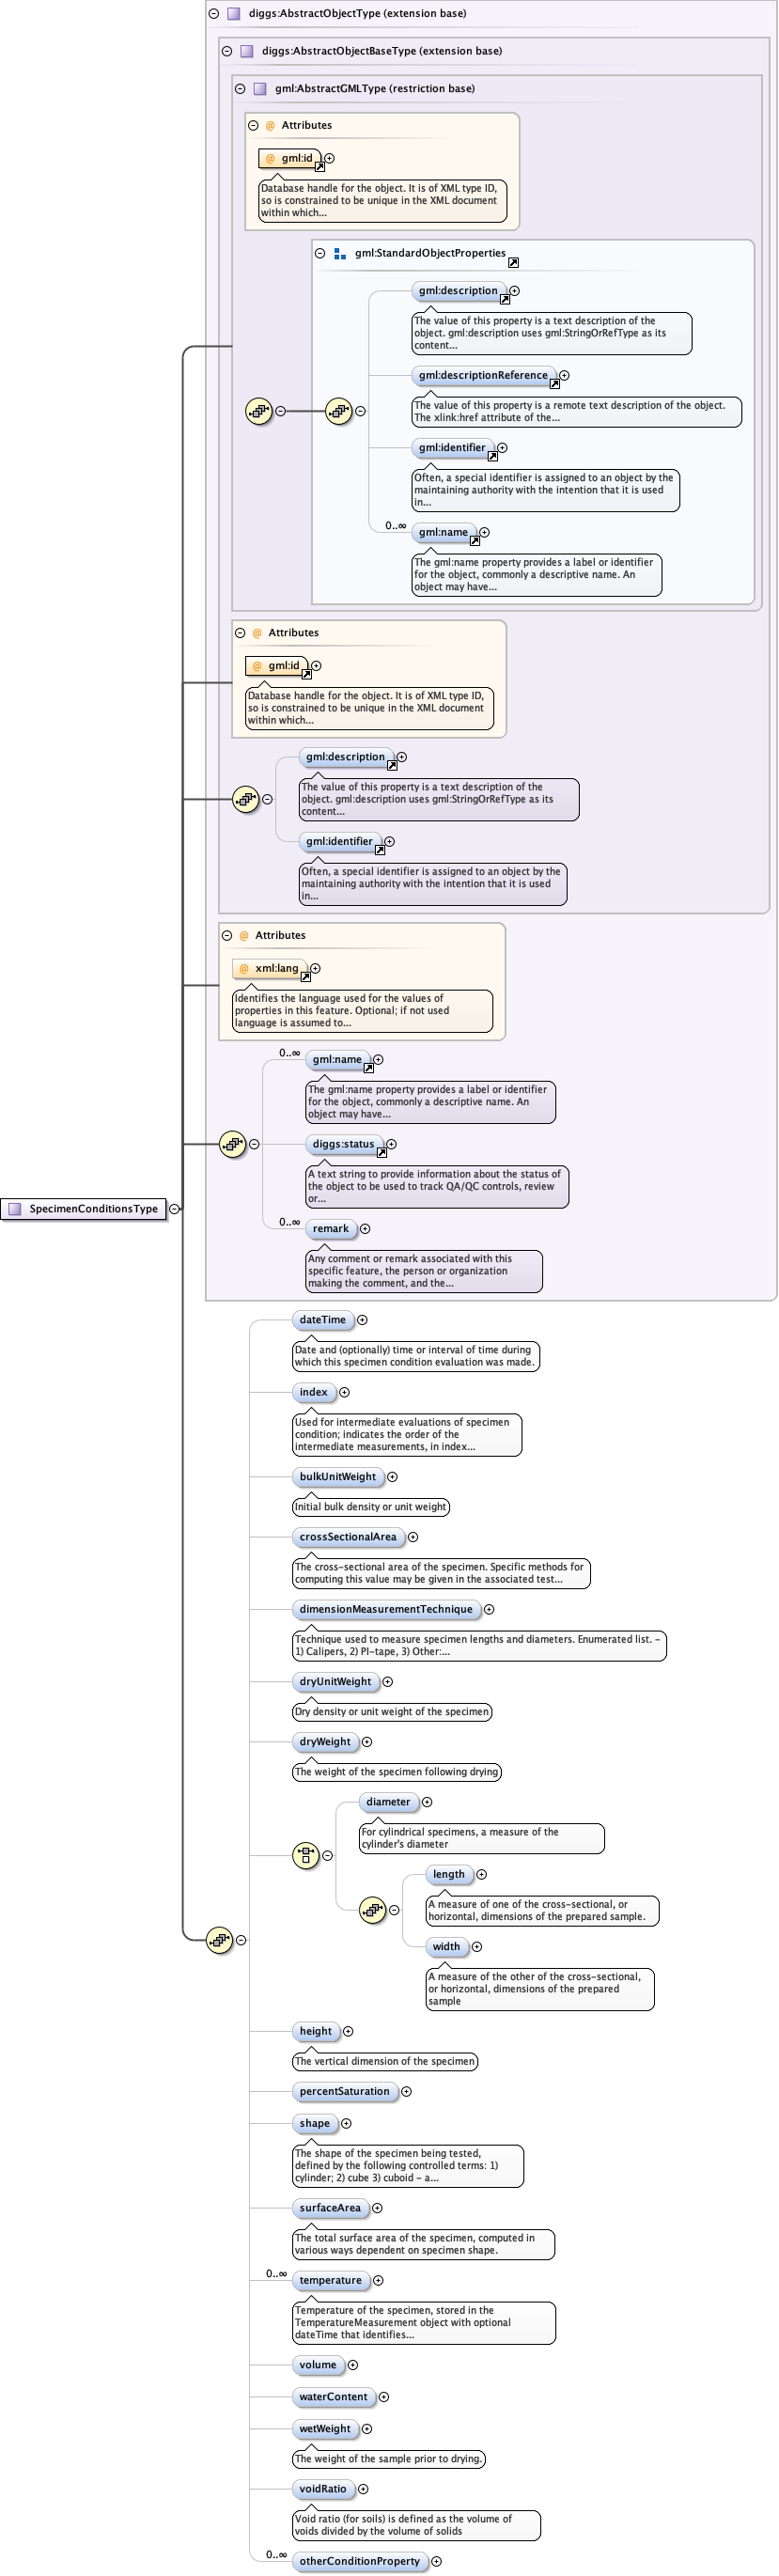 diggs:AbstractObjectType (extension base)
diggs:AbstractObjectBaseType (extension base)
gml:AbstractGMLType (restriction base)
@ Attributes
@ gml:id
Database handle for the object. It is of XML type ID,
so is constrained to be unique in the XML document
within which...
gml:StandardObjectProperties
gml:description
The value of this property is a text description of the
object. gml:description uses gml:StringOrRefType as its
content...
gml:descriptionReference
The value of this property is a remote text description of the object.
The xlink:href attribute of the...
gml:identifier
Often, a special identifier is assigned to an object by the
maintaining authority with the intention that it is used
in...
0..∞
gml:name
The gml:name property provides a label or identifier
for the object, commonly a descriptive name. An
object may have...
@ Attributes
@ gml:id
Database handle for the object. It is of XML type ID,
so is constrained to be unique in the XML document
within which...
gml:description
The value of this property is a text description of the
object. gml:description uses gml:StringOrRefType as its
content...
gml:identifier
Often, a special identifier is assigned to an object by the
maintaining authority with the intention that it is used
in...
@ Attributes
@ xml:lang
Identifies the language used for the values of
properties in this feature. Optional; if not used
language is assumed to...
0..∞
gml:name
The gml:name property provides a label or identifier
for the object, commonly a descriptive name. An
object may have...
diggs:status
A text string to provide information about the status of
the object to be used to track QA/QC controls, review
or...
SpecimenConditionsType
0..∞
remark
Any comment or remark associated with this
specific feature, the person or organization
making the comment, and the...
dateTime
Date and (optionally) time or interval of time during
which this specimen condition evaluation was made.
index
Used for intermediate evaluations of specimen
condition; indicates the order of the
intermediate measurements, in index...
bulkUnitWeight
Initial bulk density or unit weight
crossSectionalArea
The cross-sectional area of the specimen. Specific methods for
computing this value may be given in the associated test...
dimensionMeasurementTechnique
Technique used to measure specimen lengths and diameters. Enumerated list. -
1) Calipers, 2) PI-tape, 3) Other:...
dryUnitWeight
Dry density or unit weight of the specimen
dryWeight
The weight of the specimen following drying
diameter
For cylindrical specimens, a measure of the
cylinder's diameter
length
A measure of one of the cross-sectional, or
horizontal, dimensions of the prepared sample.
width
A measure of the other of the cross-sectional,
or horizontal, dimensions of the prepared
sample
height
The vertical dimension of the specimen
percentSaturation
shape
The shape of the specimen being tested,
defined by the following controlled terms: 1)
cylinder; 2) cube 3) cuboid - a...
surfaceArea
The total surface area of the specimen, computed in
various ways dependent on specimen shape.
0..∞
temperature
Temperature of the specimen, stored in the
TemperatureMeasurement object with optional
dateTime that identifies...
volume
waterContent
wetWeight
The weight of the sample prior to drying.
voidRatio
Void ratio (for soils) is defined as the volume of
voids divided by the volume of solids
0..∞
otherConditionProperty